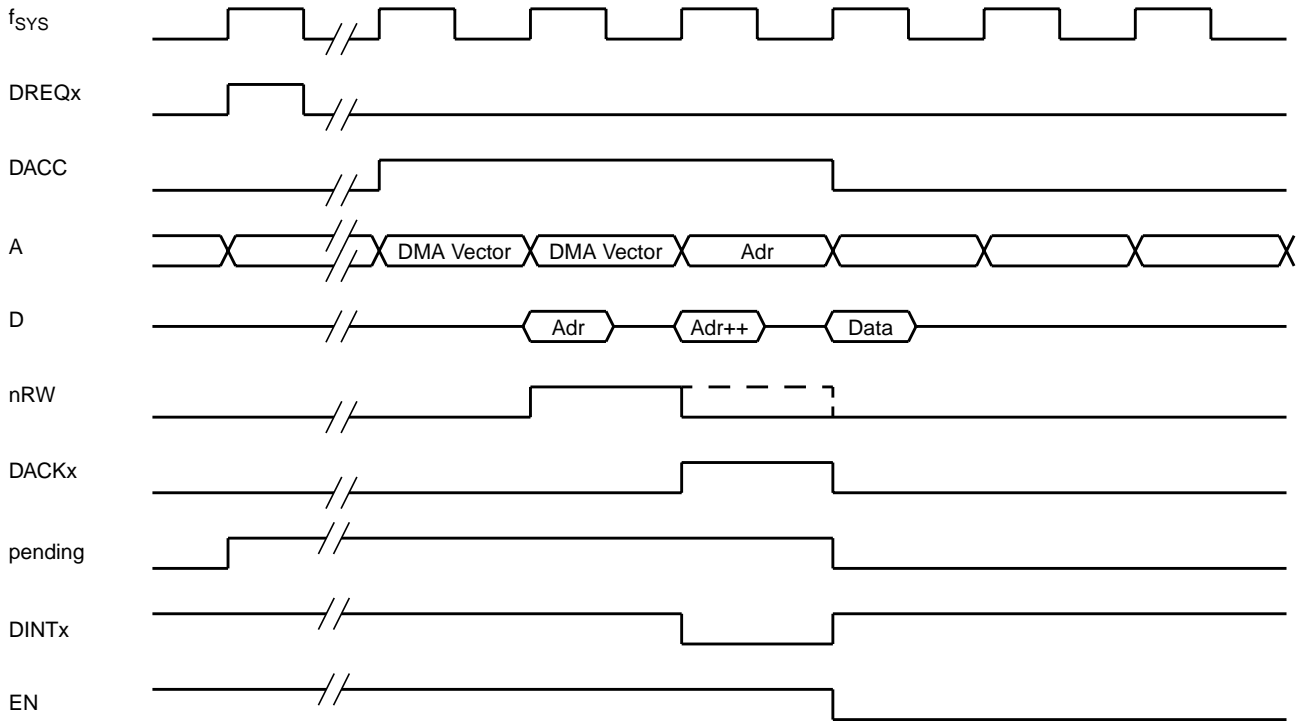 fSYS
DREQx
DACC
A DMA Vector DMA Vector Adr
D Adr Adr++ Data
nRW
DACKx
pending
DINTx
EN